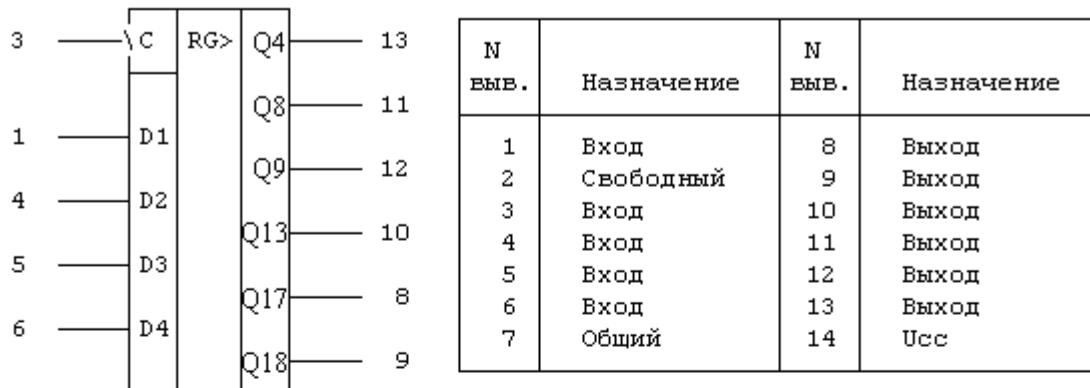 3 C RG> Q4 13
Q8 11
1 D1
Q9 12
4 D2
Q13 10
5 D3
Q17 8
6 D4
Q18 9
N N
выв. Назначение выв. Назначение
1 Вход 8 Выход
2 Свободный 9 Выход
3 Вход 10 Выход
4 Вход 11 Выход
5 Вход 12 Выход
6 Вход 13 Выход
7 Общий 14 Ucc